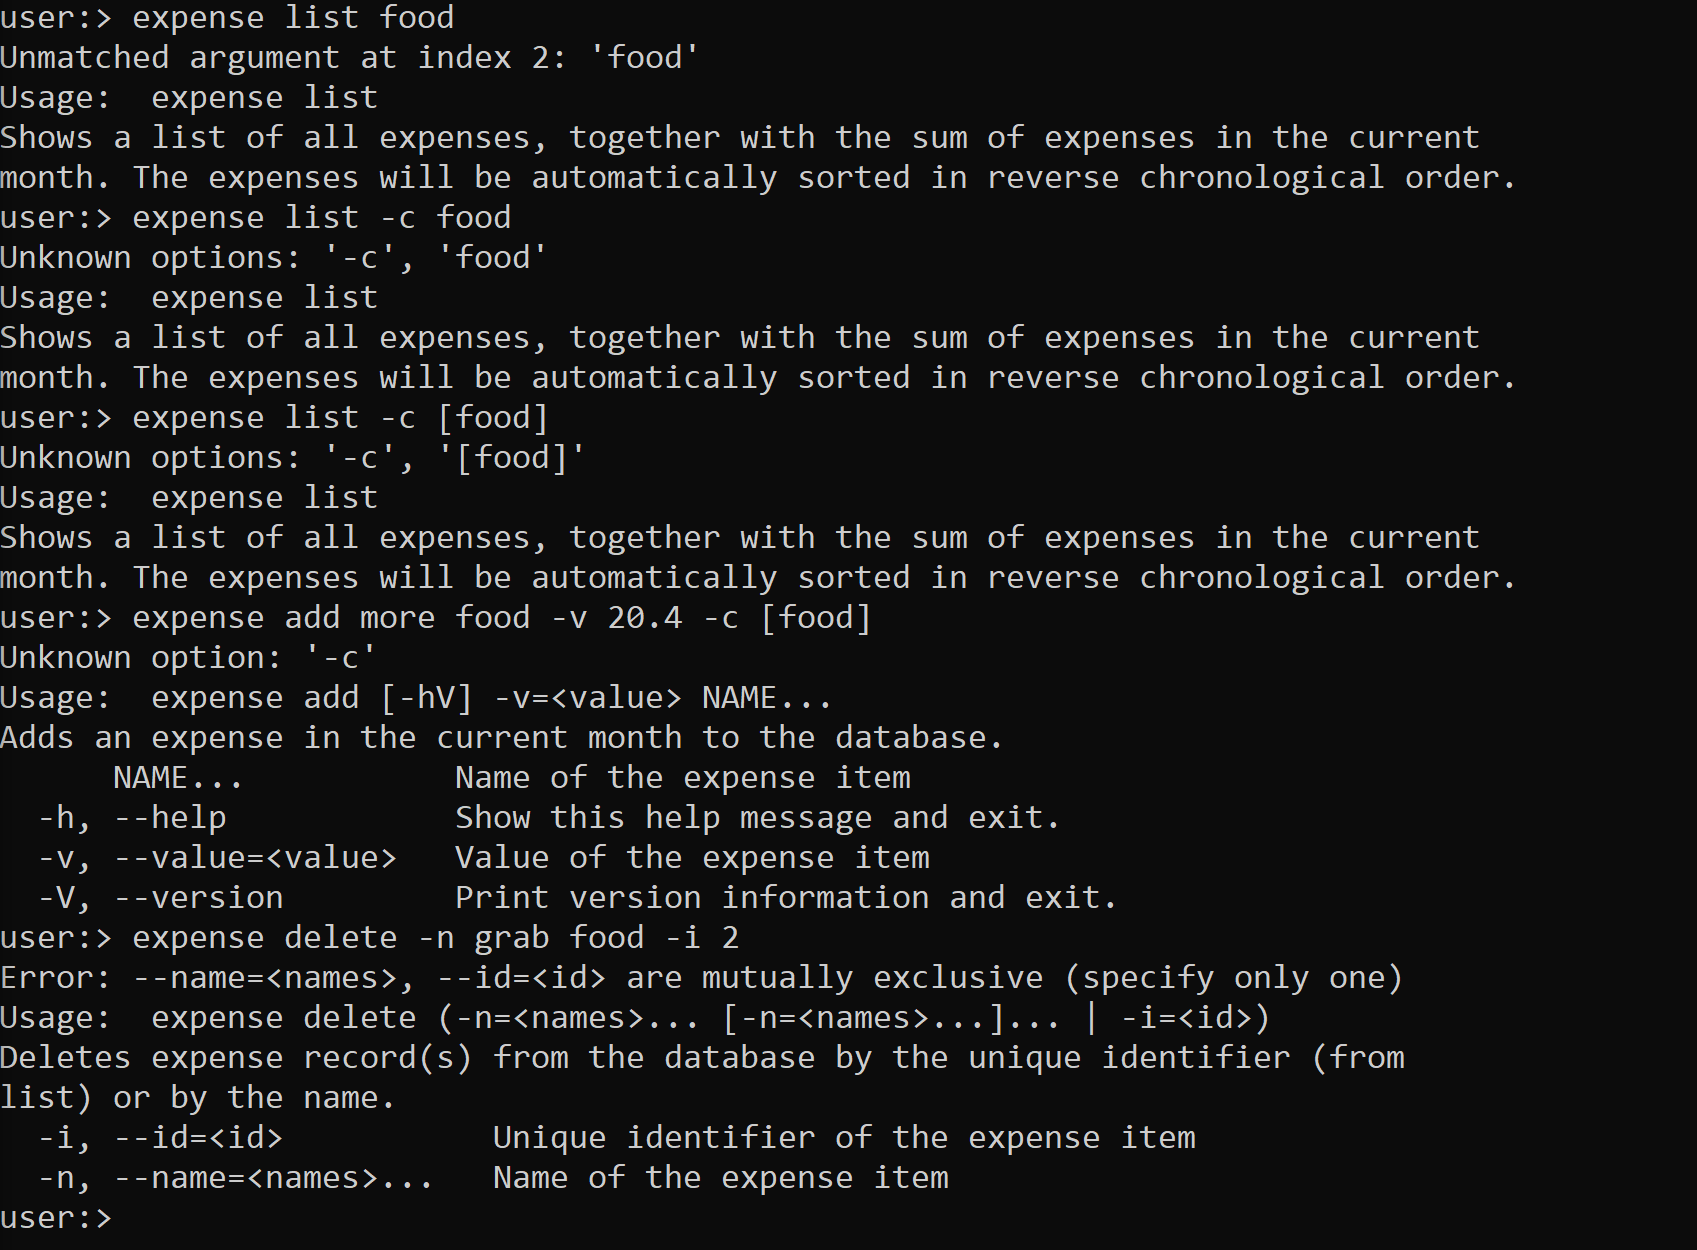 user:> expense list food
Unmatched argument at index 2: 'food'
Usage:  expense list
Shows a list of all expenses, together with the sum of expenses in the current
month. The expenses will be automatically sorted in reverse chronological order.
user:> expense list -c food
Unknown options: '-c', 'food'
Usage:  expense list
Shows a list of all expenses, together with the sum of expenses in the current
month. The expenses will be automatically sorted in reverse chronological order.
user:> expense list -c [food]
Unknown options: '-c', '[food]'
Usage:  expense list
Shows a list of all expenses, together with the sum of expenses in the current
month. The expenses will be automatically sorted in reverse chronological order.
user:> expense add more food -v 20.4 -c [food]
Unknown option: '-c'
Usage:  expense add [-hV] -v=<value> NAME...
Adds an expense in the current month to the database.
      NAME...           Name of the expense item
  -h, --help            Show this help message and exit.
  -v, --value=<value>   Value of the expense item
  -V, --version         Print version information and exit.
user:> expense delete -n grab food -i 2
Error: --name=<names>, --id=<id> are mutually exclusive (specify only one)
Usage:  expense delete (-n=<names>... [-n=<names>...]... | -i=<id>)
Deletes expense record(s) from the database by the unique identifier (from
list) or by the name.
  -i, --id=<id>           Unique identifier of the expense item
  -n, --name=<names>...   Name of the expense item
user:>